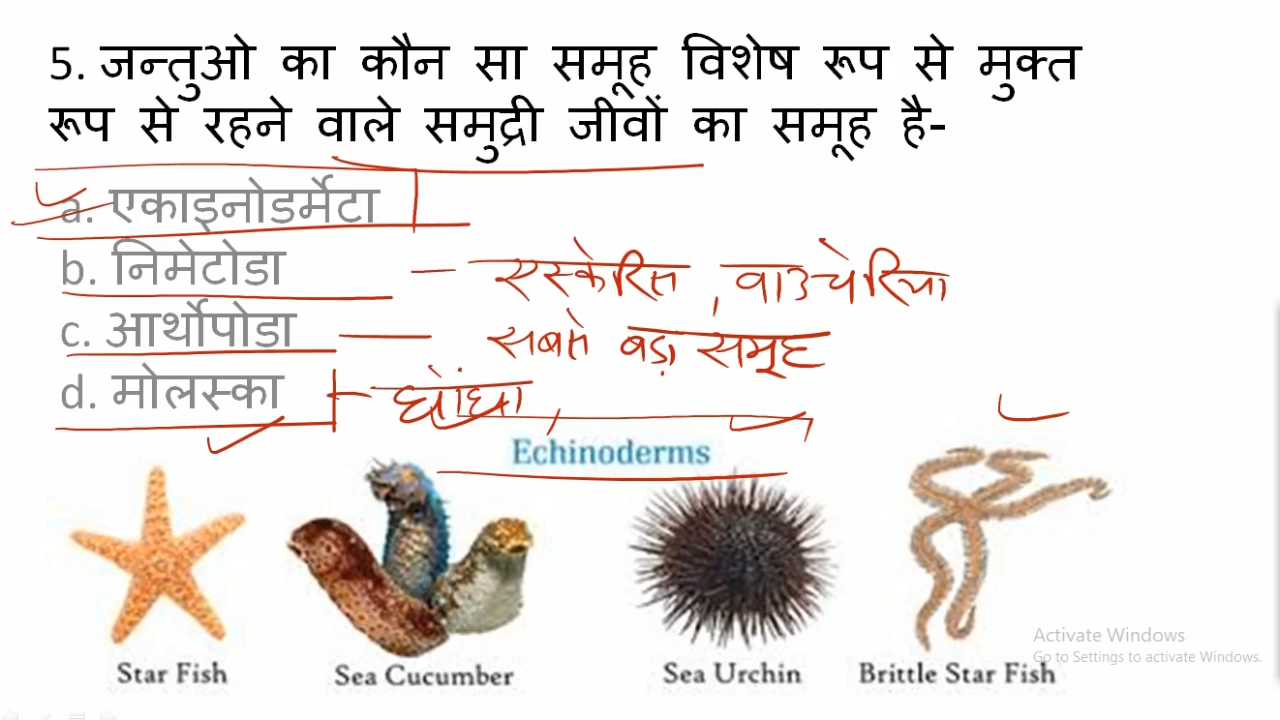 5. जन्तुओ का कौन सा समूह विशेष रूप से मुक्त
रूप से रहने वाले समुद्री जीवों का समूह है-
a. एकाइनोडर्मेटा
b. निमेटोडा — एस्केरिस, वाउचेरिया
c. आर्थोपोडा — सबसे बड़ा समूह
d. मोलस्का - घोंघा,
Echinoderms
Star Fish Sea Cucumber Sea Urchin Brittle Star Fish
Activate Windows
Go to Settings to activate Windows.